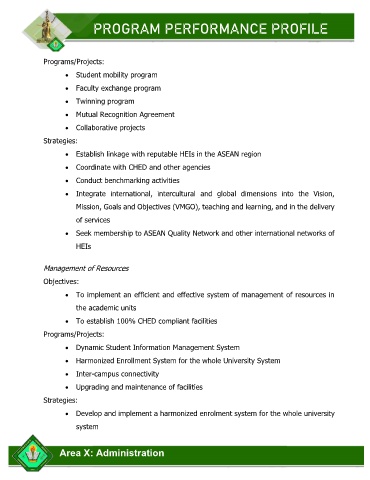 PROGRAM PERFORMANCE PROFILE
Programs/Projects:
• Student mobility program
• Faculty exchange program
• Twinning program
• Mutual Recognition Agreement
• Collaborative projects
Strategies:
• Establish linkage with reputable HEIs in the ASEAN region
• Coordinate with CHED and other agencies
• Conduct benchmarking activities
• Integrate international, intercultural and global dimensions into the Vision,
Mission, Goals and Objectives (VMGO), teaching and learning, and in the delivery
of services
• Seek membership to ASEAN Quality Network and other international networks of
HEIs
Management of Resources
Objectives:
• To implement an efficient and effective system of management of resources in
the academic units
• To establish 100% CHED compliant facilities
Programs/Projects:
• Dynamic Student Information Management System
• Harmonized Enrollment System for the whole University System
• Inter-campus connectivity
• Upgrading and maintenance of facilities
Strategies:
• Develop and implement a harmonized enrolment system for the whole university
system
Area X: Administration